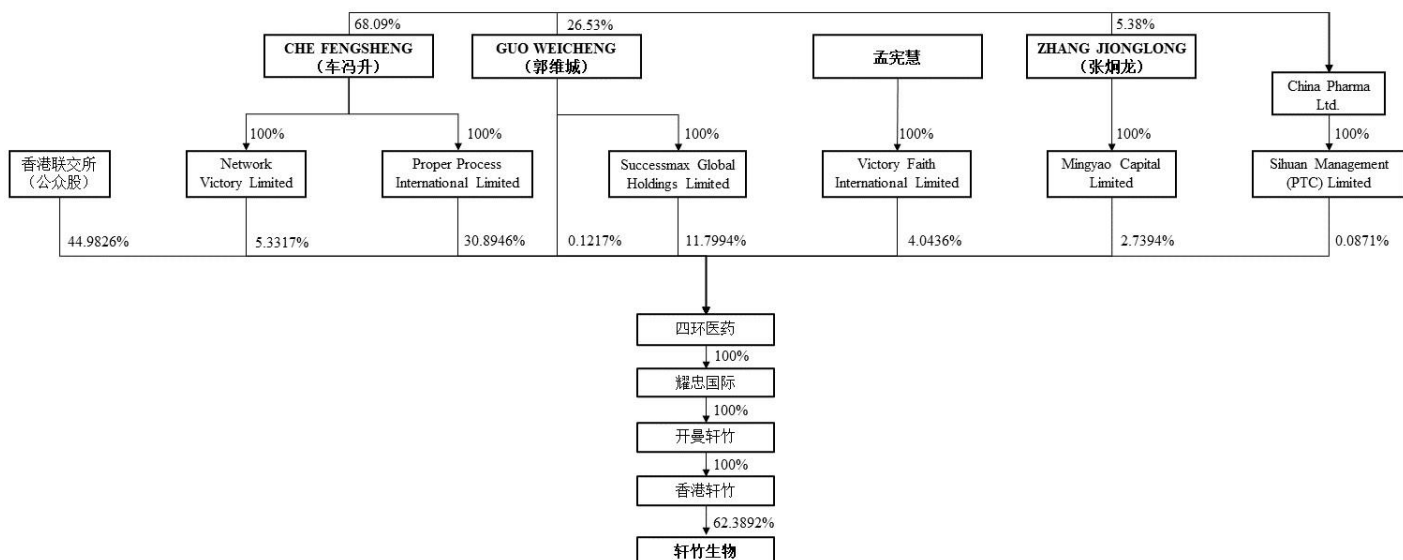 68.09%
26.53%
5.38%
CHE FENGSHENG
（车冯升）
GUO WEICHENG
（郭维城）
孟宪慧
ZHANG JIONGLONG
（张炯龙）
China Pharma
Ltd.
100%
100%
100%
100%
100%
100%
香港联交所
（公众股）
Network
Victory Limited
Proper Process
International Limited
Successmax Global
Holdings Limited
Victory Faith
International Limited
Mingyao Capital
Limited
Sihuan Management
(PTC) Limited
44.9826%
5.3317%
30.8946%
0.1217%
11.7994%
4.0436%
2.7394%
0.0871%
四环医药
100%
耀忠国际
100%
开曼轩竹
100%
香港轩竹
62.3892%
轩竹生物